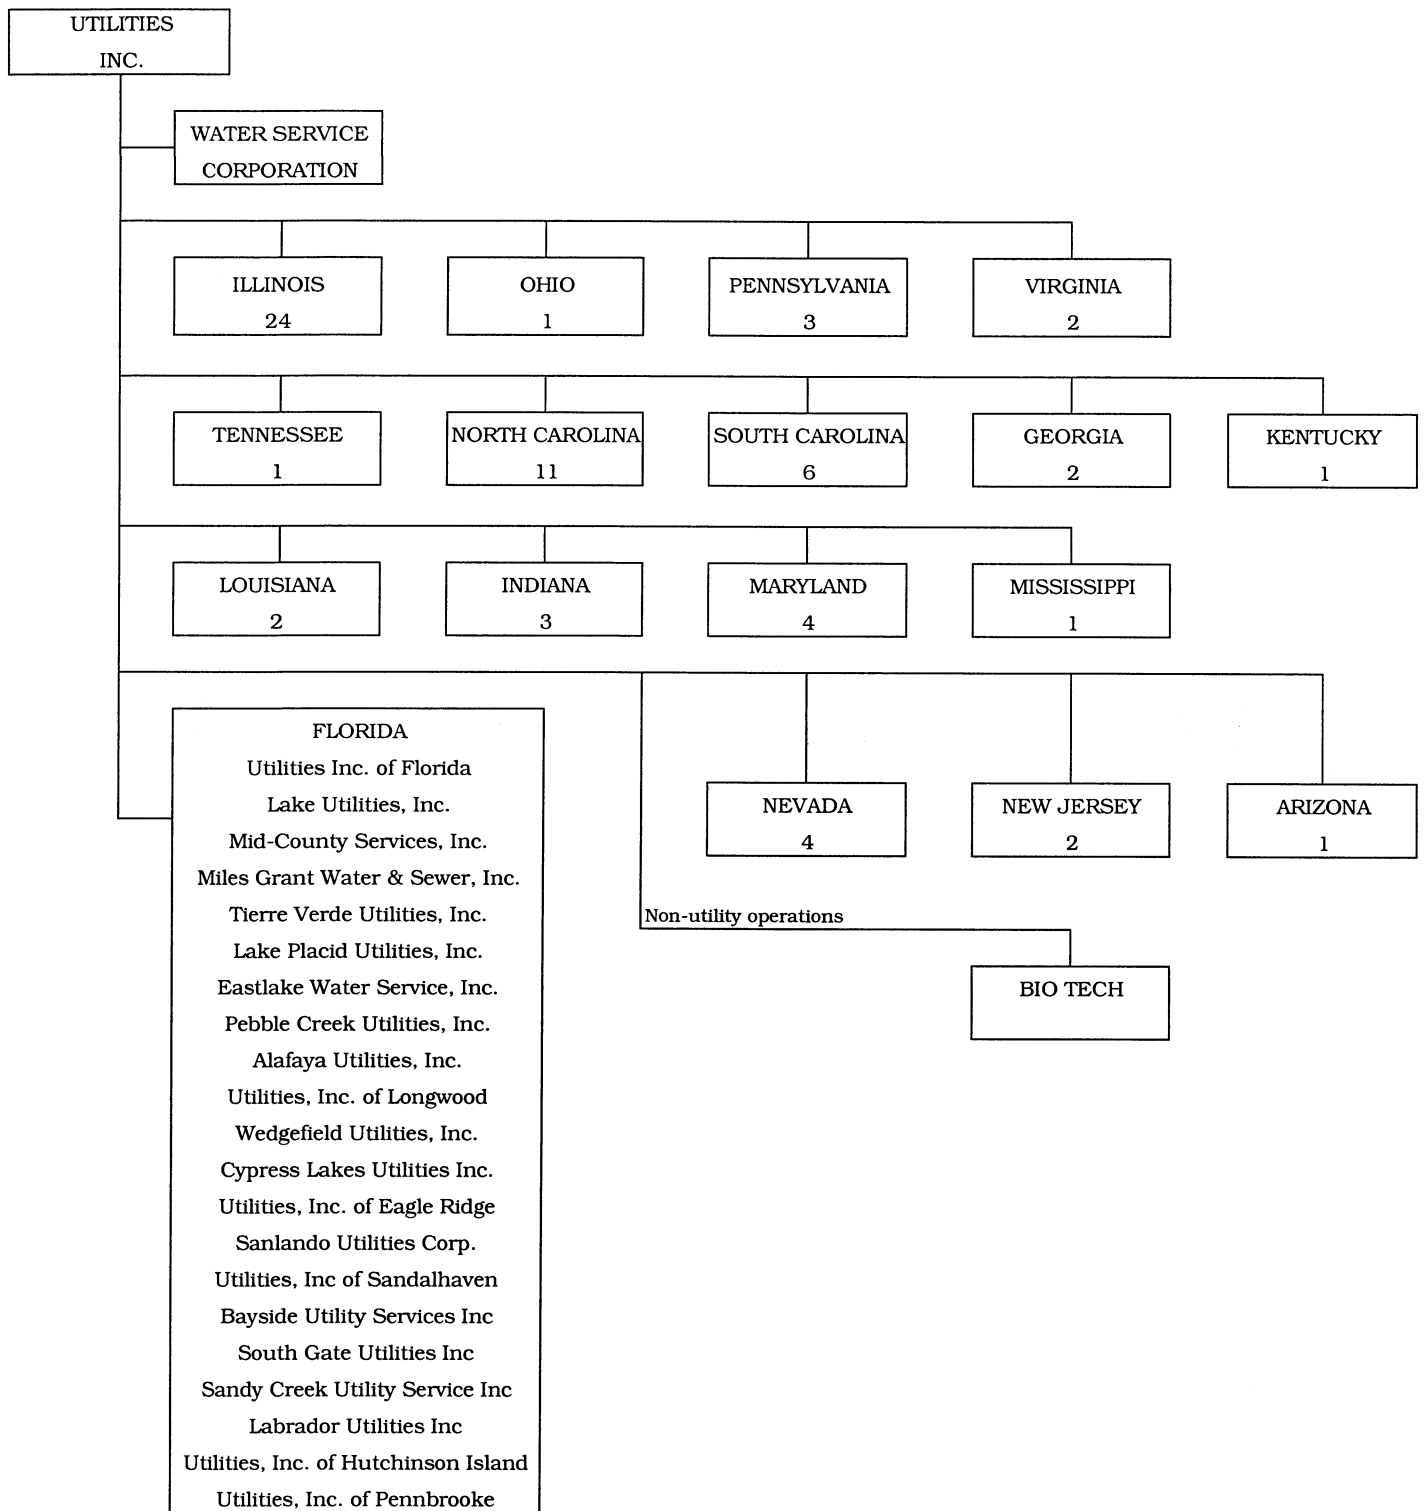 UTILITIES
INC.
WATER SERVICE
CORPORATION
ILLINOIS
24
OHIO
1
PENNSYLVANIA
3
VIRGINIA
2
TENNESSEE
1
NORTH CAROLINA
11
SOUTH CAROLINA
6
GEORGIA
2
KENTUCKY
1
LOUISIANA
2
INDIANA
3
MARYLAND
4
MISSISSIPPI
1
FLORIDA
Utilities Inc. of Florida
Lake Utilities, Inc.
Mid-County Services, Inc.
Miles Grant Water & Sewer, Inc.
Tierre Verde Utilities, Inc.
Lake Placid Utilities, Inc.
Eastlake Water Service, Inc.
Pebble Creek Utilities, Inc.
Alafaya Utilities, Inc.
Utilities, Inc. of Longwood
Wedgefield Utilities, Inc.
Cypress Lakes Utilities Inc.
Utilities, Inc. of Eagle Ridge
Sanlando Utilities Corp.
Utilities, Inc of Sandalhaven
Bayside Utility Services Inc
South Gate Utilities Inc
Sandy Creek Utility Service Inc
Labrador Utilities Inc
Utilities, Inc. of Hutchinson Island
Utilities, Inc. of Pennbrooke
NEVADA
4
NEW JERSEY
2
ARIZONA
1
Non-utility operations
BIO TECH